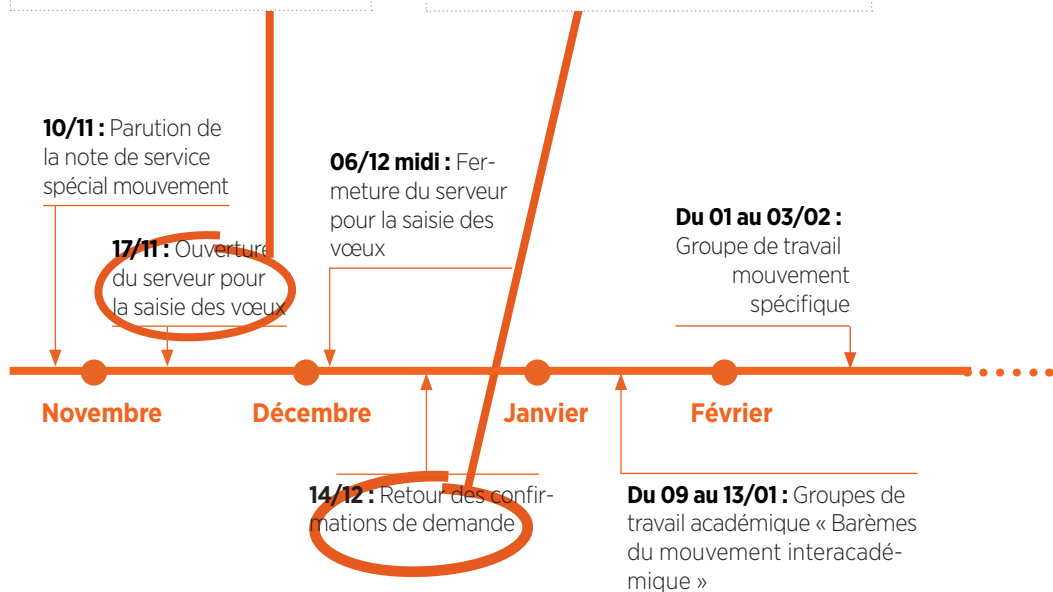 10/11 : Parution de
la note de service
spécial mouvement
17/11 : Ouverture
du serveur pour
la saisie des vœux
06/12 midi : Fer-
meture du serveur
pour la saisie des
vœux
Du 01 au 03/02 :
Groupe de travail
mouvement
spécifique
Novembre
Décembre
Janvier
Février
14/12 : Retour des confir-
mations de demande
Du 09 au 13/01 : Groupes de
travail académique « Barèmes
du mouvement interacadé-
mique »